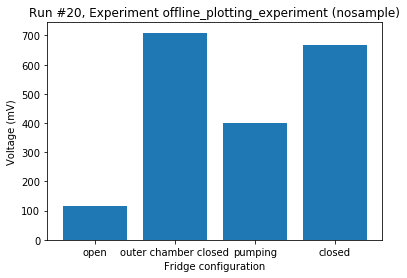 Run #20, Experiment offline_plotting_experiment (nosample)
700
600
500
400
300
200
100
0
Voltage (mV)
open outer chamber closed pumping closed
Fridge configuration